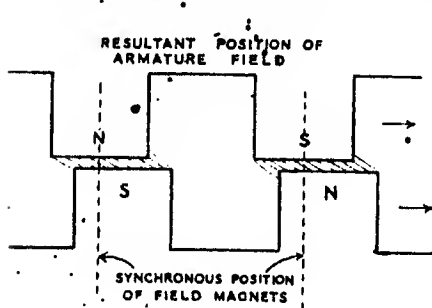 RESULTANT POSITION OF
ARMATURE FIELD
N
S
S
N
SYNCHRONOUS POSITION
OF FIELD MAGNETS